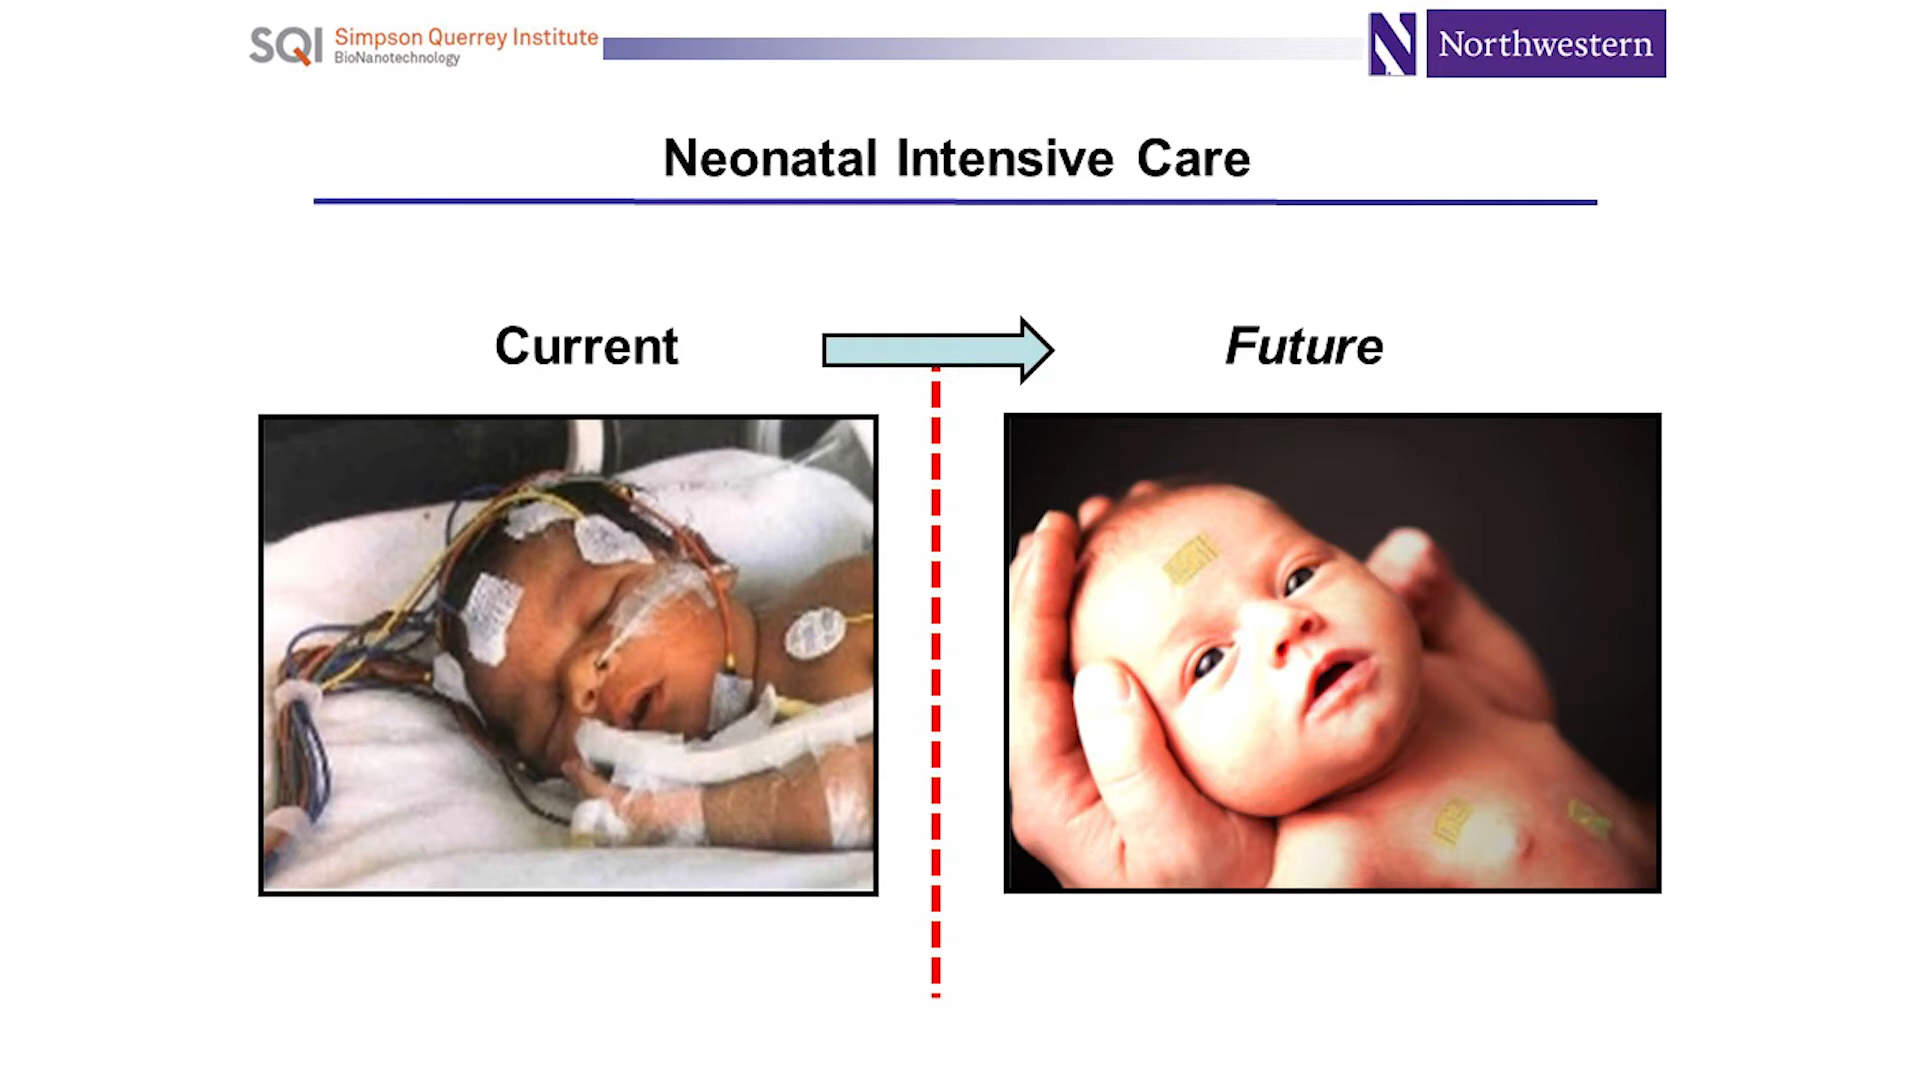 SQI Simpson Querrey Institute
BioNanotechnology
N Northwestern
Neonatal Intensive Care
Current
Future